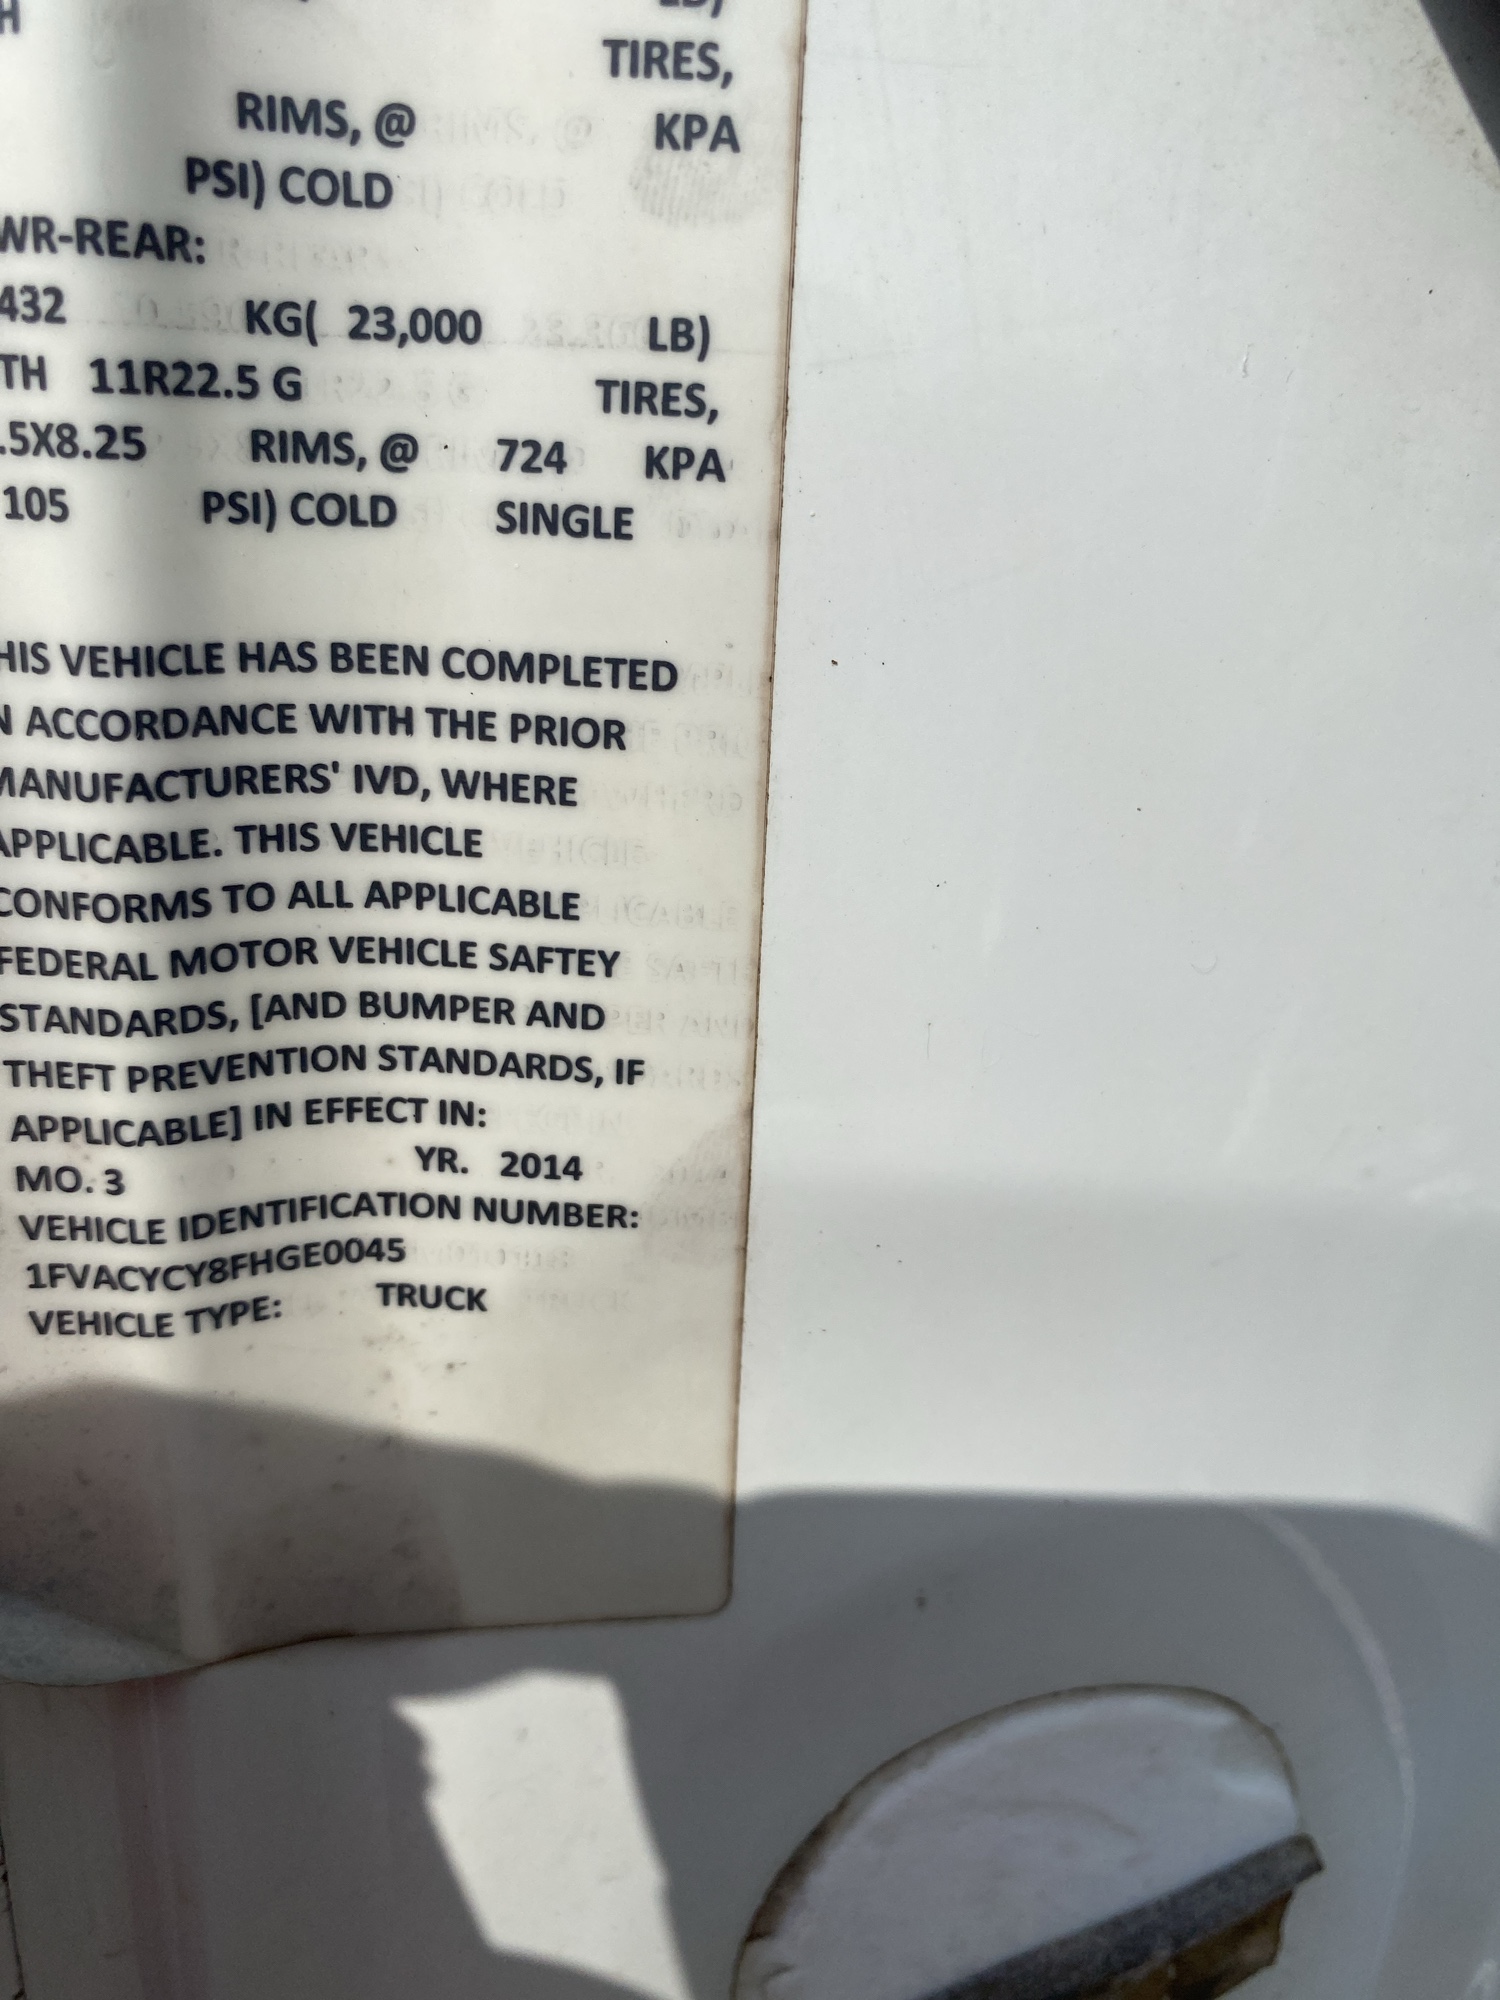 TIRES,
RIMS, @ KPA
PSI) COLD
WR-REAR:
432 KG( 23,000 LB)
TH 11R22.5 G TIRES,
.5X8.25 RIMS, @ 724 KPA
105 PSI) COLD SINGLE
HIS VEHICLE HAS BEEN COMPLETED
N ACCORDANCE WITH THE PRIOR
MANUFACTURERS' IVD, WHERE
APPLICABLE. THIS VEHICLE
CONFORMS TO ALL APPLICABLE
FEDERAL MOTOR VEHICLE SAFTEY
STANDARDS, [AND BUMPER AND
THEFT PREVENTION STANDARDS, IF
APPLICABLE] IN EFFECT IN:
MO. 3 YR. 2014
VEHICLE IDENTIFICATION NUMBER:
1FVACYCY8FHGE0045
VEHICLE TYPE: TRUCK